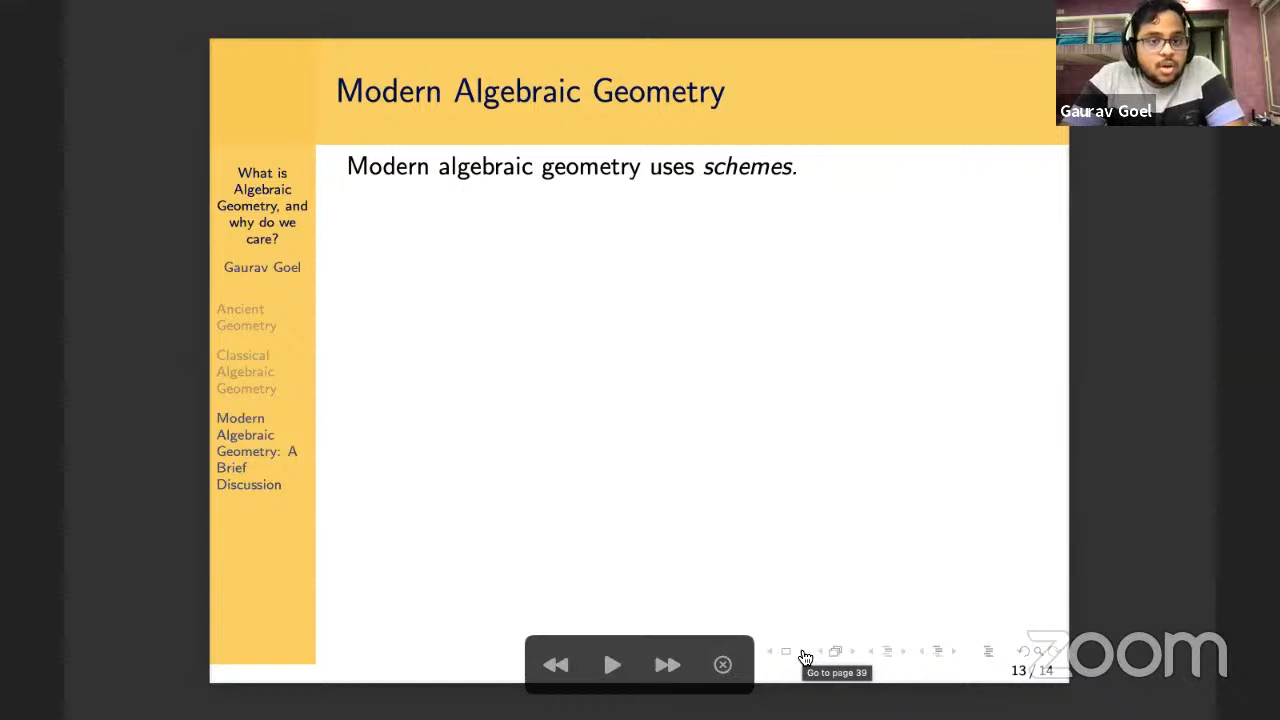 Modern Algebraic Geometry
Gaurav Goel
Modern algebraic geometry uses schemes.
What is
Algebraic
Geometry, and
why do we
care?
Gaurav Goel
Ancient
Geometry
Classical
Algebraic
Geometry
Modern
Algebraic
Geometry: A
Brief
Discussion
Go to page 39
13 / 14
zoom